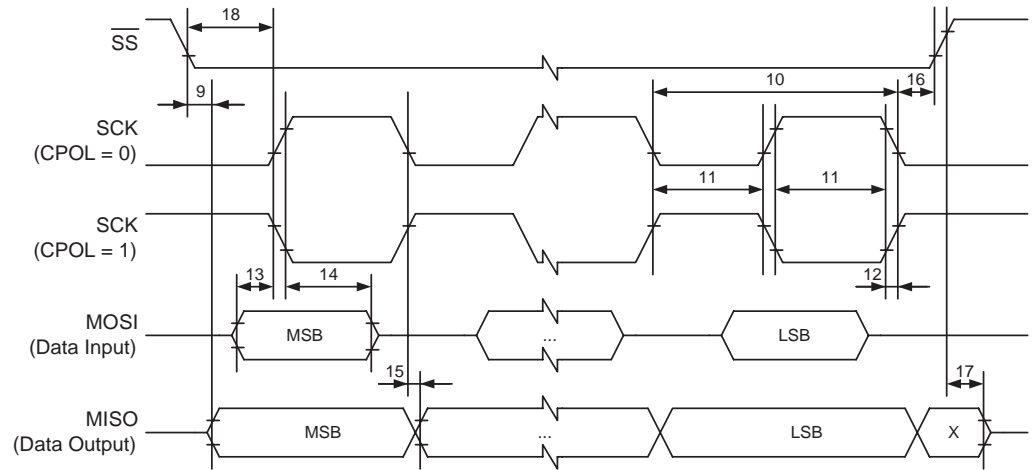 18
SS
9
10
16
SCK
(CPOL = 0)
11
11
SCK
(CPOL = 1)
13
14
12
MOSI
(Data Input)
MSB
...
LSB
15
17
MISO
(Data Output)
MSB
...
LSB
X